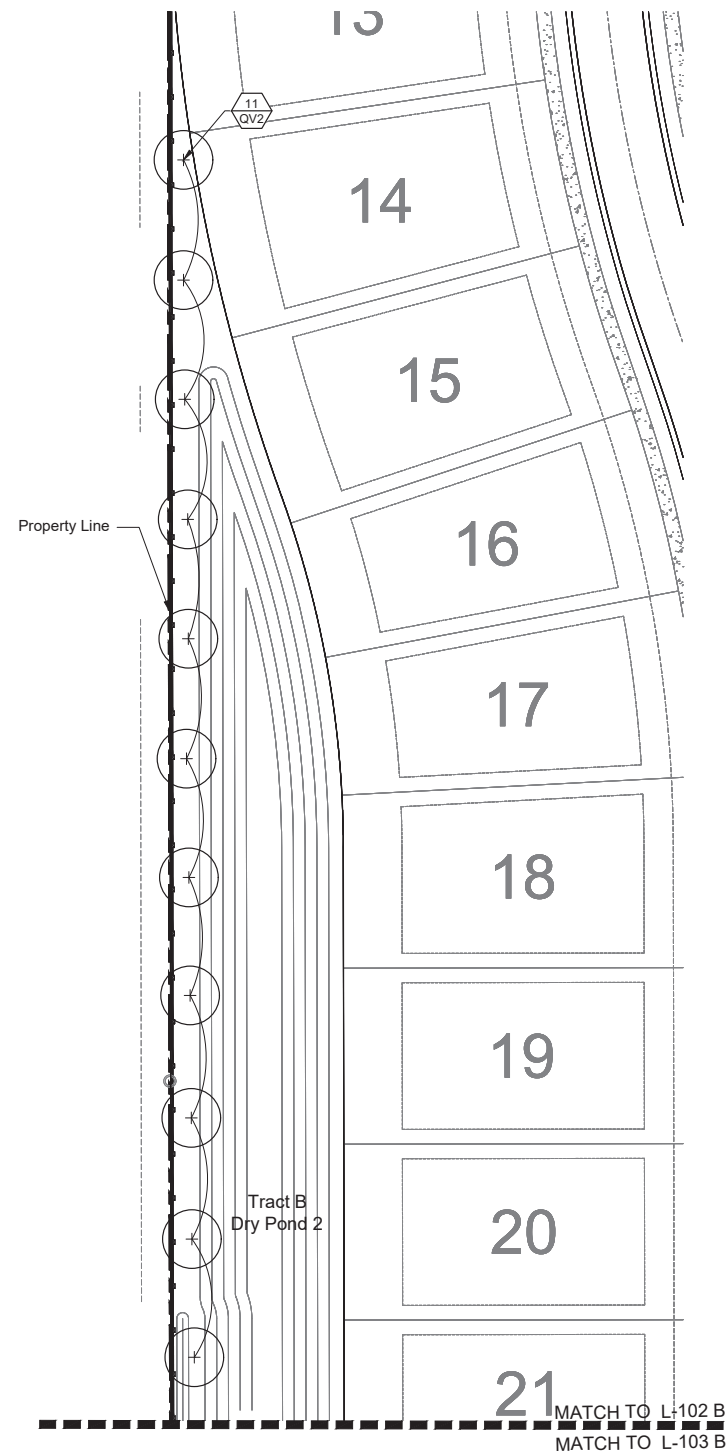 13
11
QV2
14
15
Property Line
16
17
18
19
Tract B
Dry Pond 2
20
21
MATCH TO L-102 B
MATCH TO L-103 B